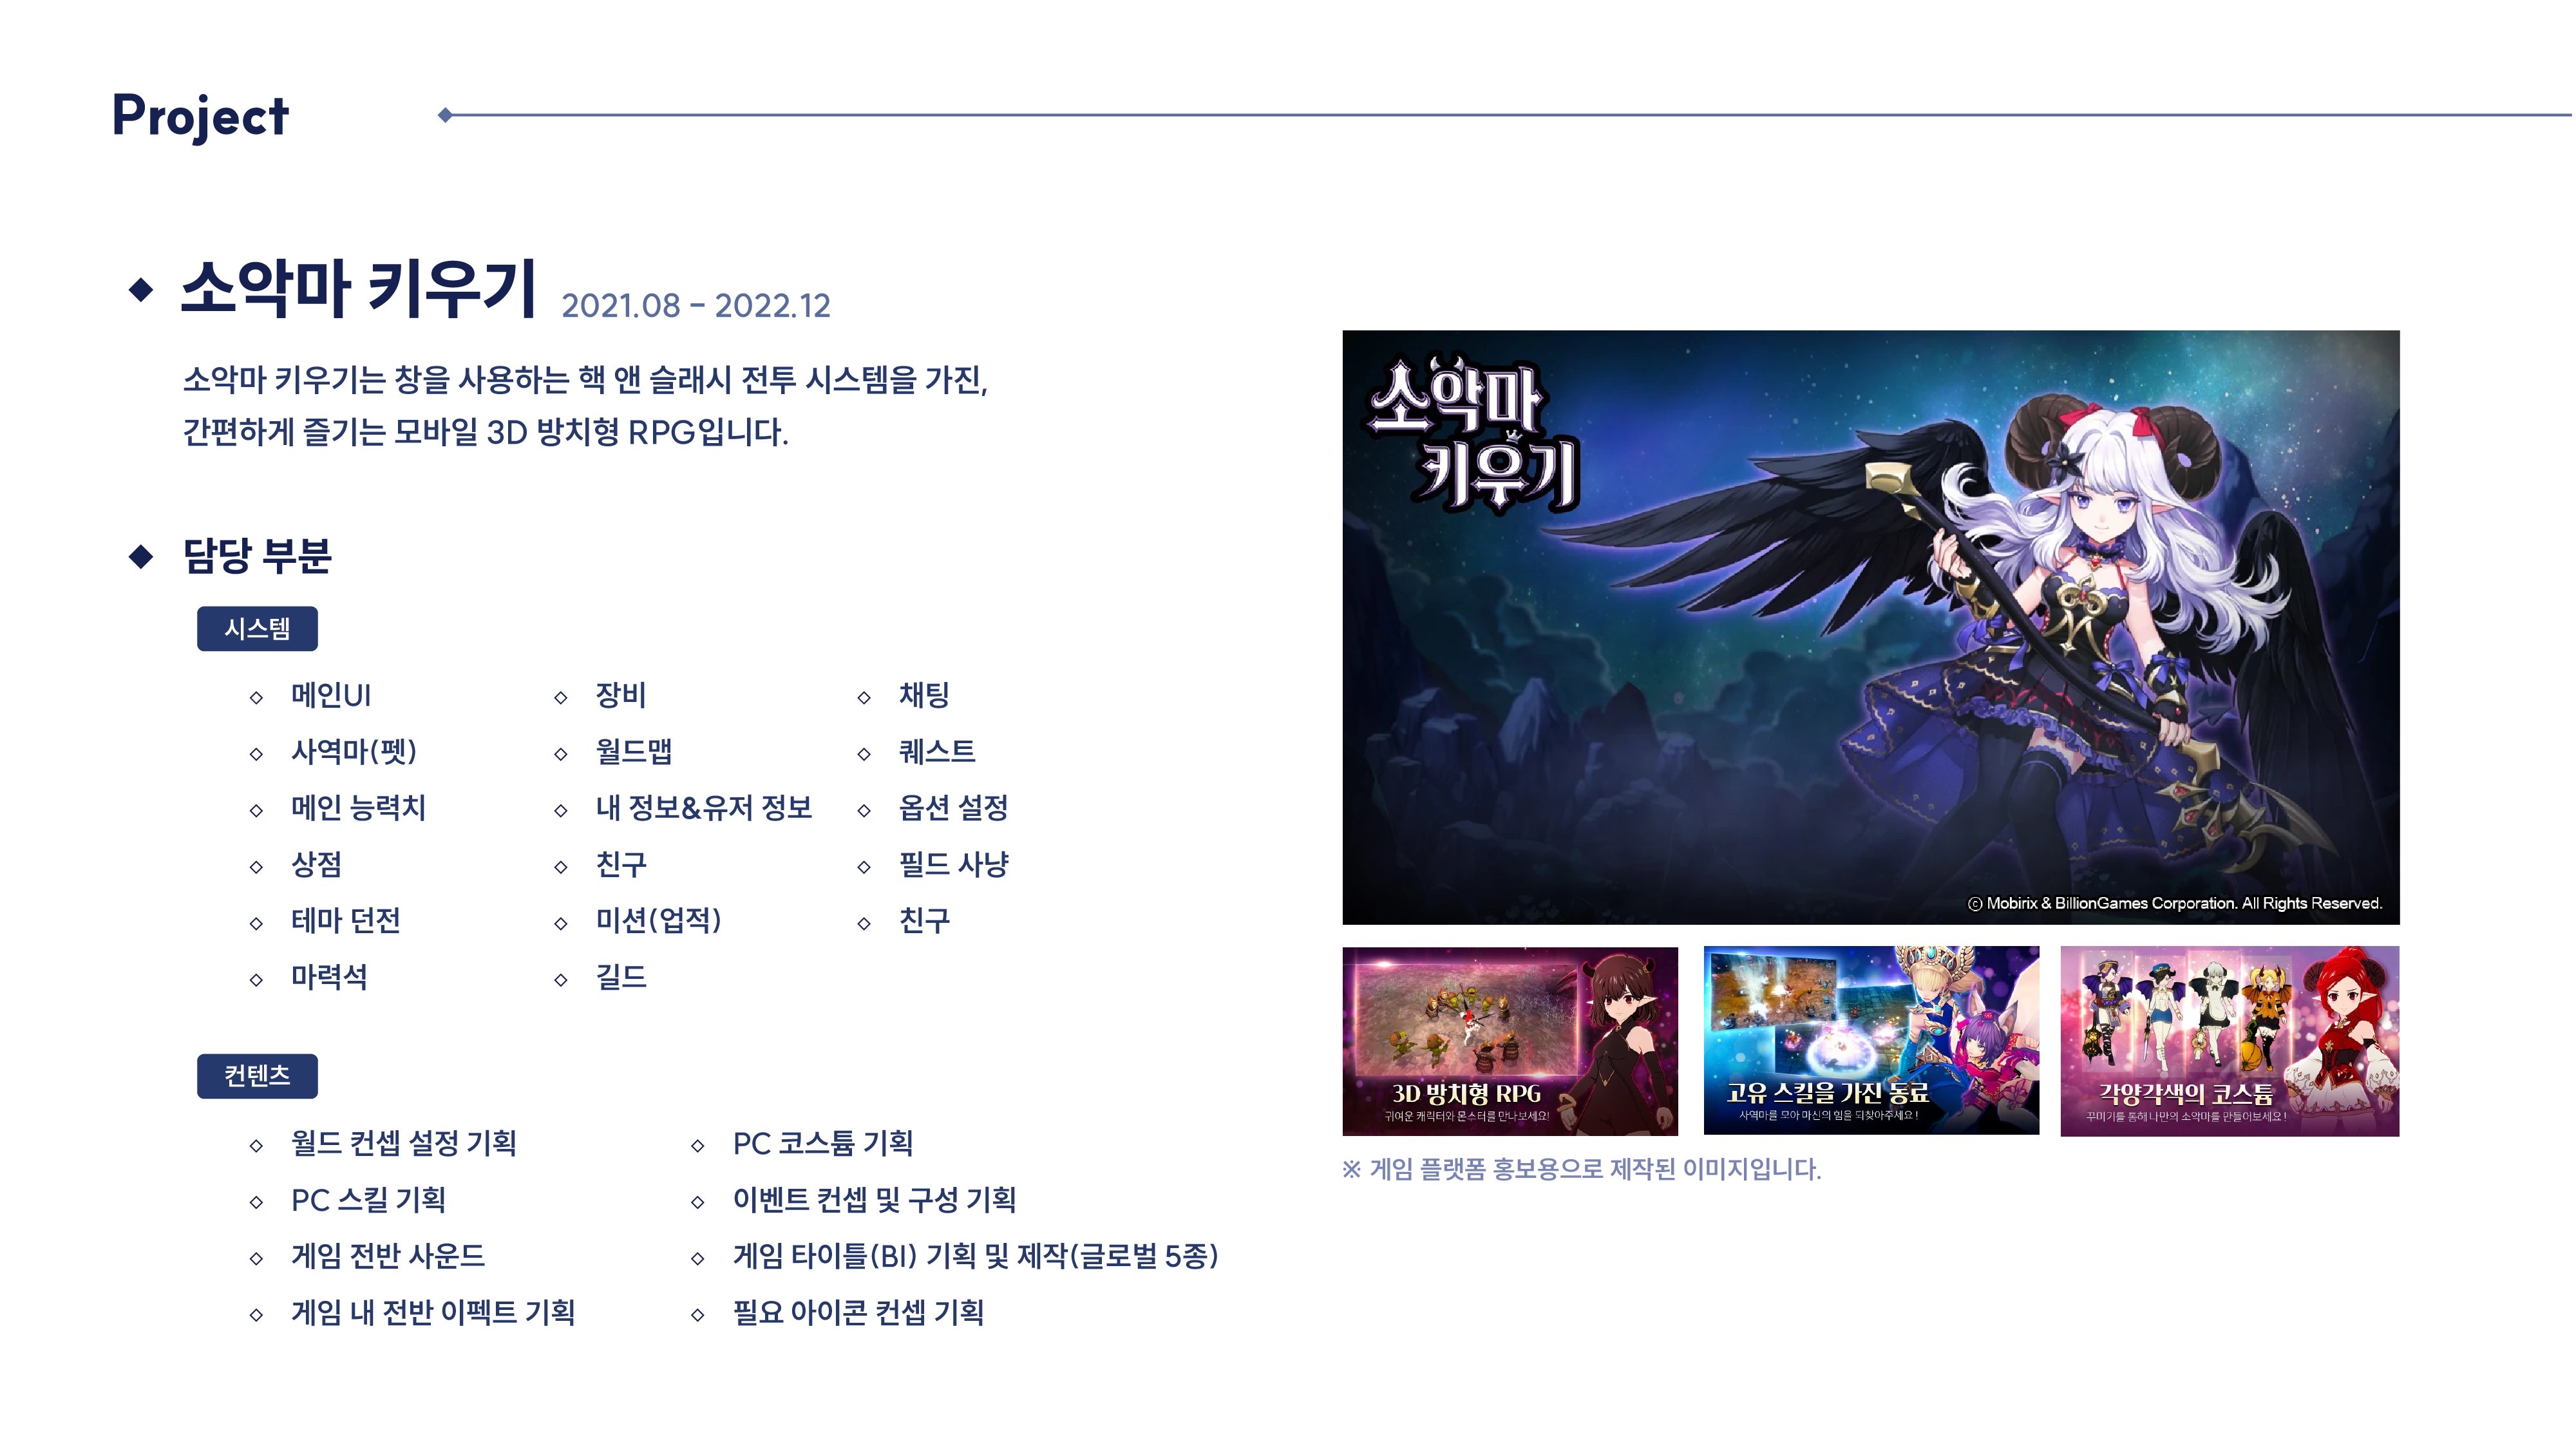 Project
소악마 키우기 2021.08 - 2022.12
소악마 키우기는 창을 사용하는 핵 앤 슬래시 전투 시스템을 가진,
간편하게 즐기는 모바일 3D 방치형 RPG입니다.
담당 부분
시스템
메인UI
사역마(펫)
메인 능력치
상점
테마 던전
마력석
장비
월드맵
내 정보&유저 정보
친구
미션(업적)
길드
채팅
퀘스트
옵션 설정
필드 사냥
친구
컨텐츠
월드 컨셉 설정 기획
PC 스킬 기획
게임 전반 사운드
게임 내 전반 이펙트 기획
PC 코스튬 기획
이벤트 컨셉 및 구성 기획
게임 타이틀(BI) 기획 및 제작(글로벌 5종)
필요 아이콘 컨셉 기획
소악마
키우기
ⓒ Mobirix & BillionGames Corporation. All Rights Reserved.
3D 방치형 RPG
귀여운 캐릭터와 몬스터를 만나보세요!
고유 스킬을 가진 동료
사역마를 모아 마신의 힘을 되찾아주세요!
각양각색의 코스튬
꾸미기를 통해 나만의 소악마를 만들어보세요!
※ 게임 플랫폼 홍보용으로 제작된 이미지입니다.